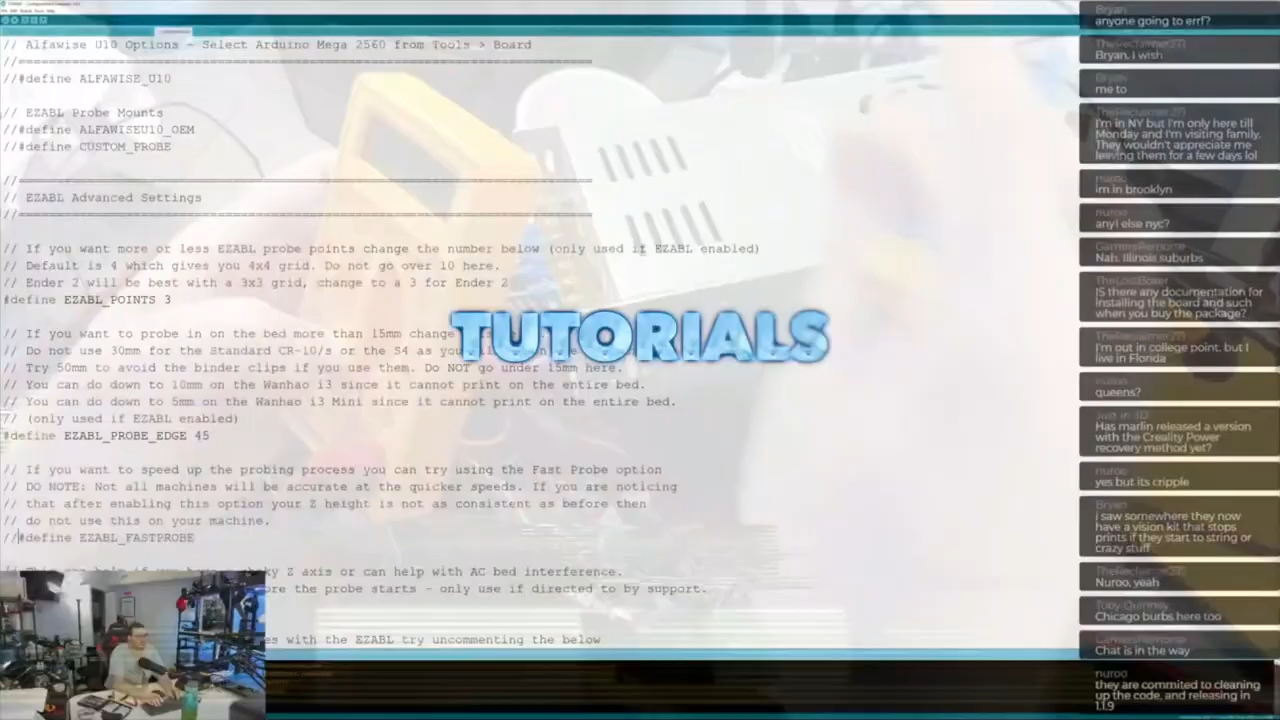 // Alfawise U10 Options - Select Arduino Mega 2560 from Tools > Board
//===========================================================================
//#define ALFAWISE_U10
// EZABL Probe Mounts
//#define ALFAWISEU10_OEM
//#define CUSTOM_PROBE
//===========================================================================
// EZABL Advanced Settings
//===========================================================================
// If you want more or less EZABL probe points change the number below (only used if EZABL enabled)
// Default is 4 which gives you 4x4 grid. Do not go over 10 here.
// Ender 2 will be best with a 3x3 grid, change to a 3 for Ender 2
#define EZABL_POINTS 3
// If you want to probe in on the bed more than 15mm change
// Do not use 30mm for the Standard CR-10/s or the S4 as
// Try 50mm to avoid the binder clips if you use them. Do NOT go under 15mm here.
// You can do down to 10mm on the Wanhao i3 since it cannot print on the entire bed.
// You can do down to 5mm on the Wanhao i3 Mini since it cannot print on the entire bed.
// (only used if EZABL enabled)
#define EZABL_PROBE_EDGE 45
// If you want to speed up the probing process you can try using the Fast Probe option
// DO NOTE: Not all machines will be accurate at the quicker speeds. If you are noticing
// that after enabling this option your Z height is not as consistent as before then
// do not use this on your machine.
//#define EZABL_FASTPROBE
Z axis or can help with AC bed interference.
the probe starts - only use if directed to by support.
with the EZABL try uncommenting the below
TUTORIALS
Bryan
anyone going to errf?
Bryan, I wish
Bryan
me to
I'm in NY but I'm only here till
Monday and I'm visiting family.
They wouldn't appreciate me
leaving them for a few days lol
nuroo
im in brooklyn
nuroo
anyl else nyc?
Nah. Illinois suburbs
IS there any documentation for
installing the board and such
when you buy the package?
I'm out in college point, but I
live in Florida
nuroo
queens?
Just in 3D
Has marlin released a version
with the Creality Power
recovery method yet?
nuroo
yes but its cripple
Bryan
i saw somewhere they now
have a vision kit that stops
prints if they start to string or
crazy stuff
Nuroo, yeah
Toby Quinney
Chicago burbs here too
Chat is in the way
nuroo
they are commited to cleaning
up the code, and releasing in
1.1.9